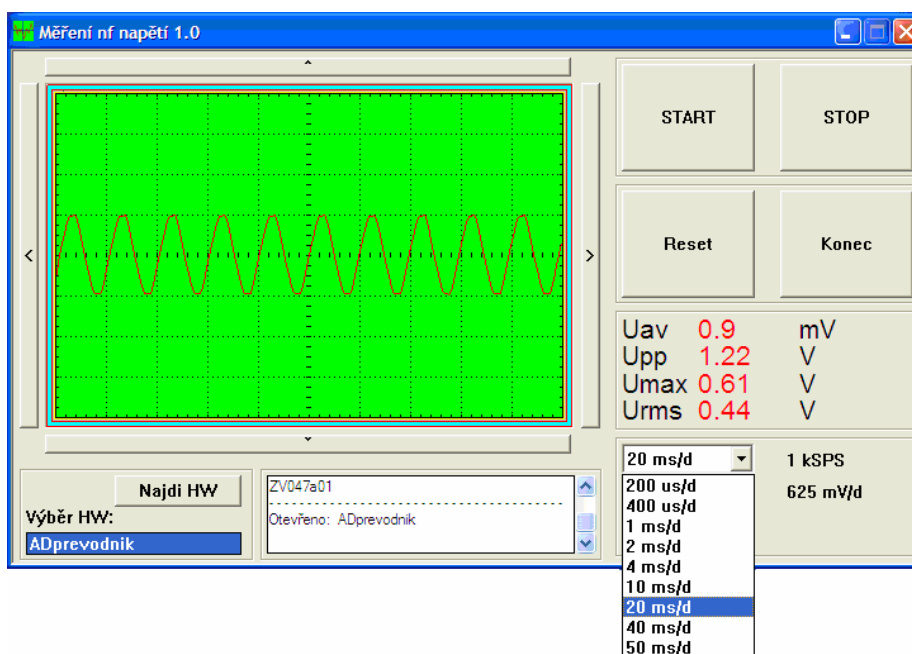 Měření nf napětí 1.0
START
STOP
Reset
Konec
Uav 0.9 mV
Upp 1.22 V
Umax 0.61 V
Urms 0.44 V
20 ms/d
1 kSPS
625 mV/d
200 us/d
400 us/d
1 ms/d
2 ms/d
4 ms/d
10 ms/d
20 ms/d
40 ms/d
50 ms/d
Najdi HW
Výběr HW:
ADprevodnik
ZV047a01
Otevřeno: ADprevodnik